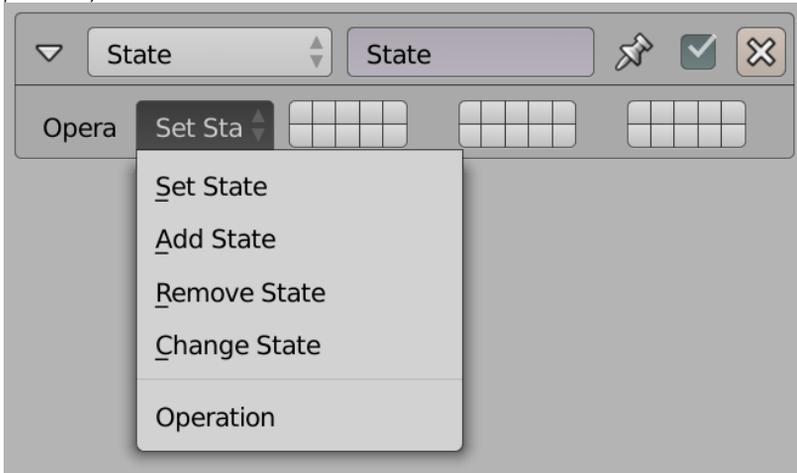 State State
Opera Set Sta
Set State
Add State
Remove State
Change State
Operation